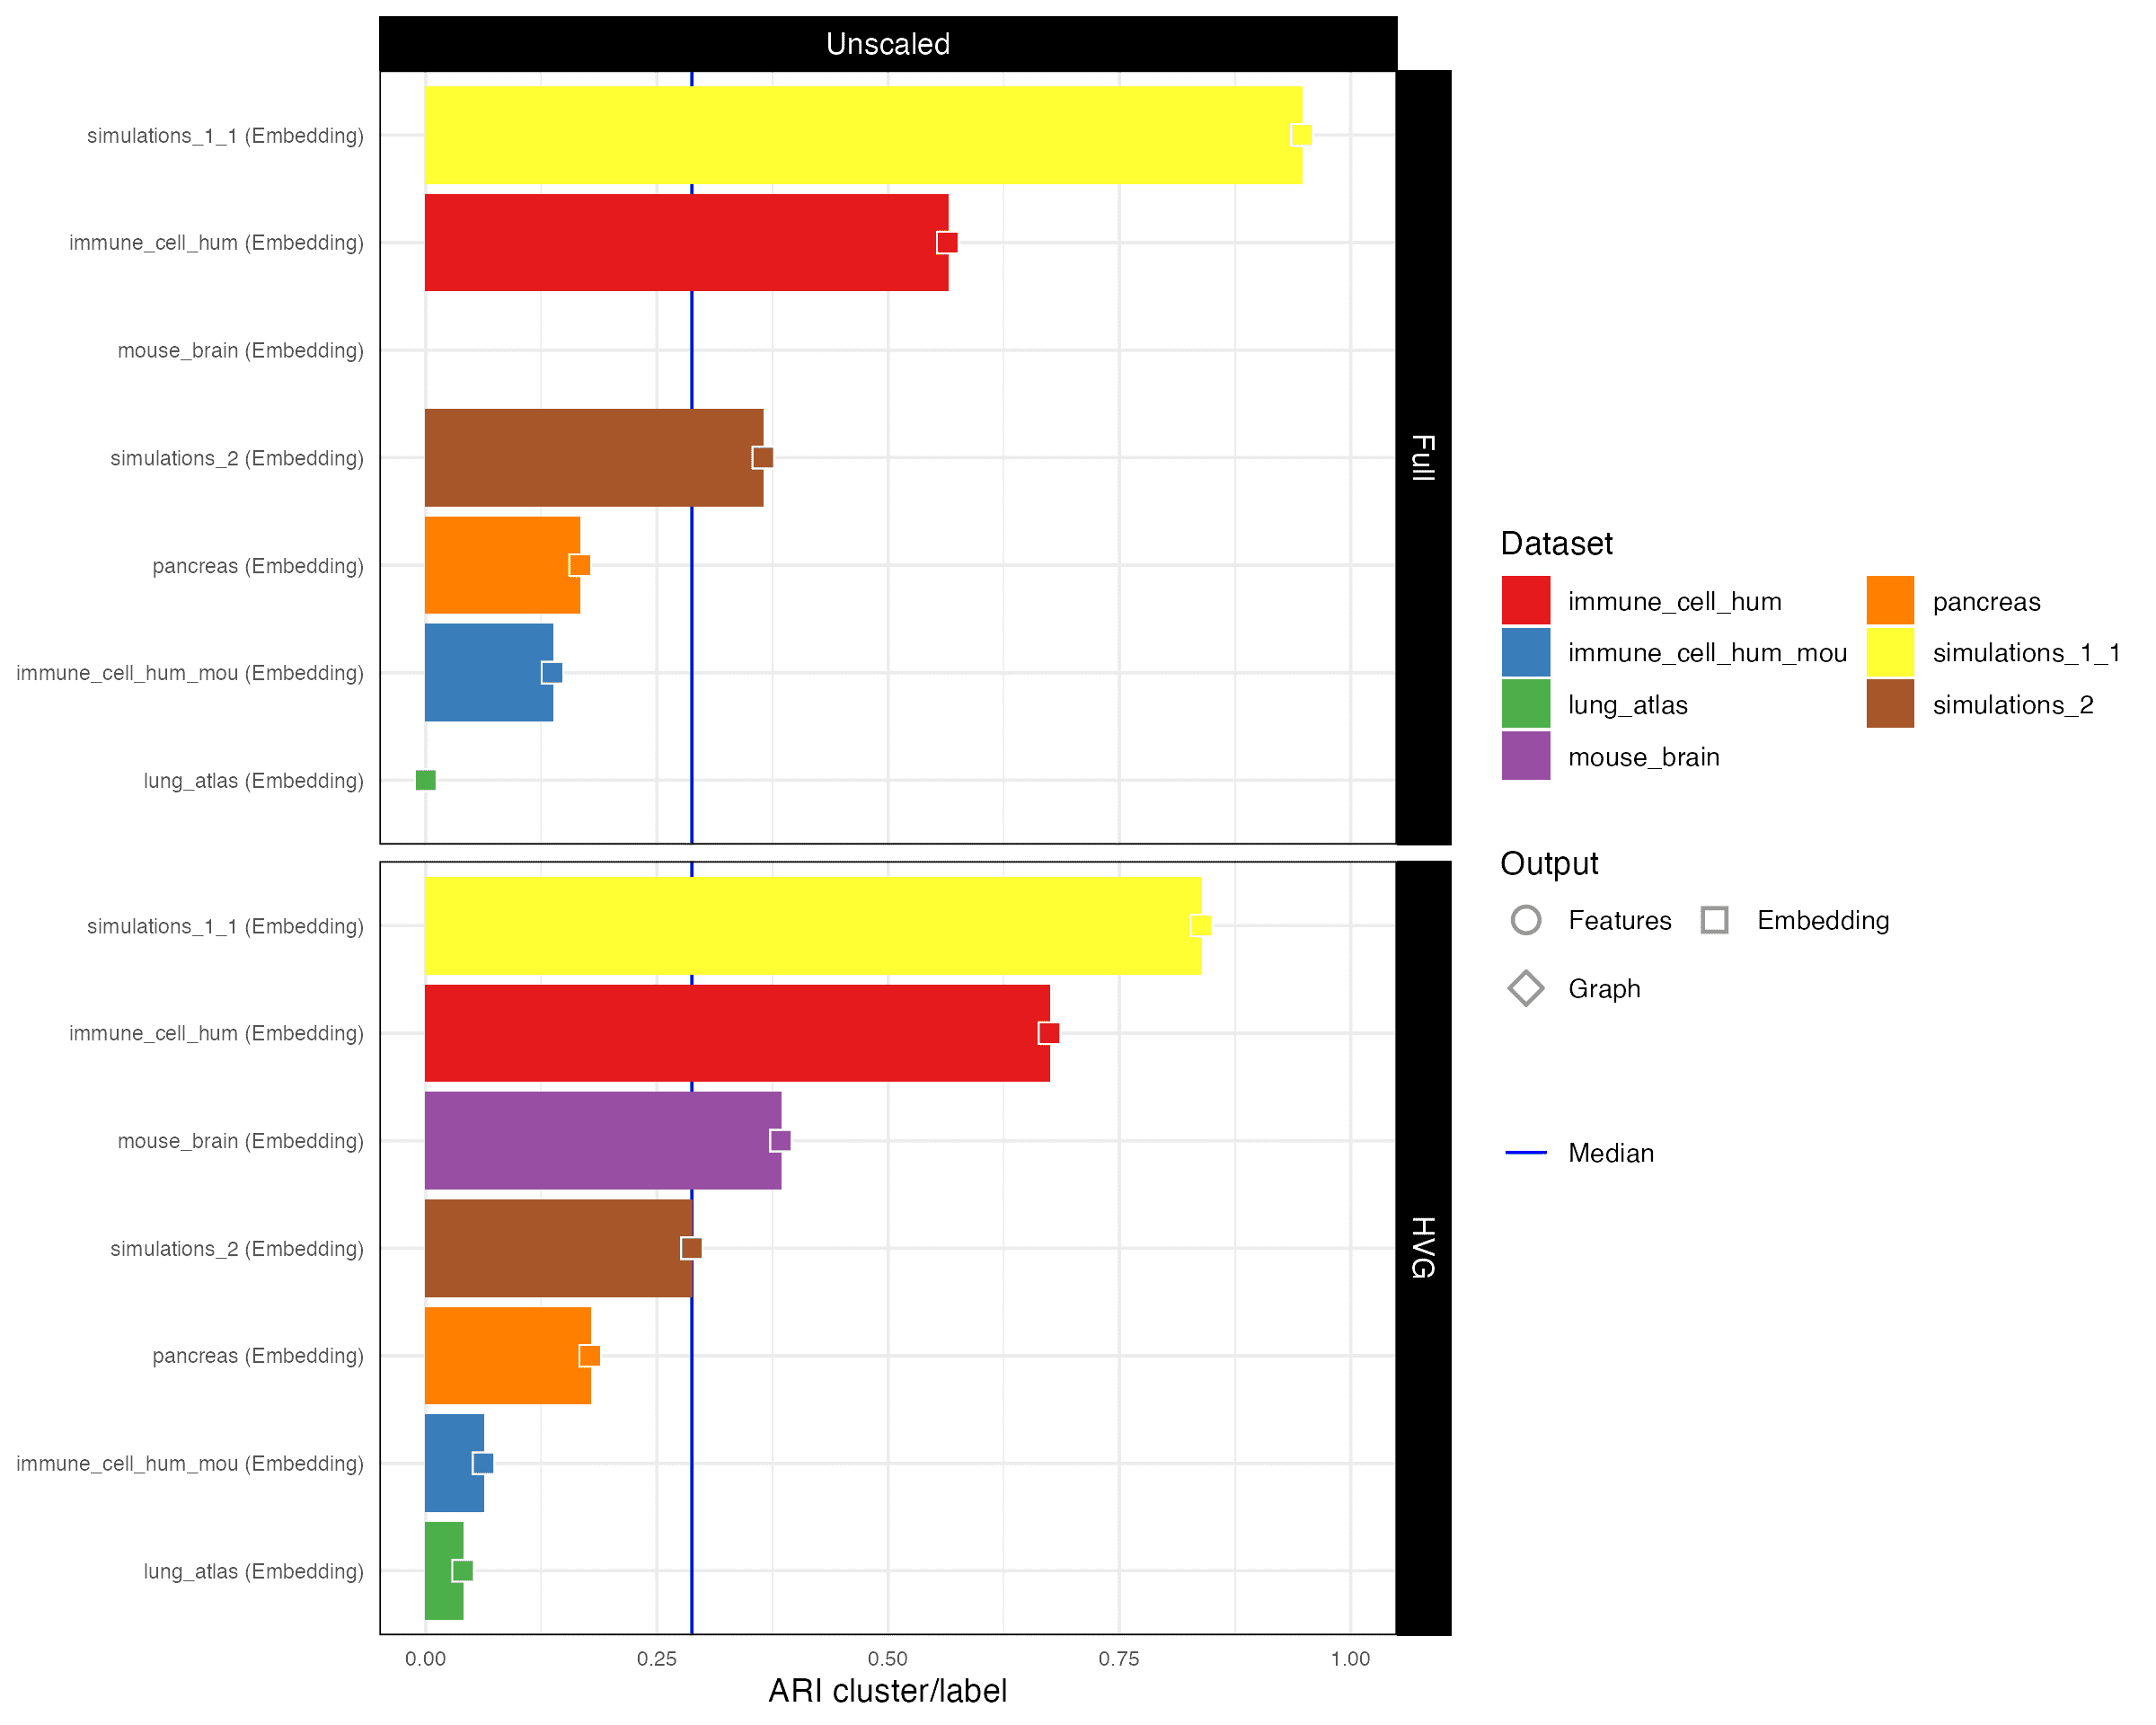 Unscaled
simulations_1_1 (Embedding)
immune_cell_hum (Embedding)
mouse_brain (Embedding)
simulations_2 (Embedding)
pancreas (Embedding)
immune_cell_hum_mou (Embedding)
lung_atlas (Embedding)
Full
simulations_1_1 (Embedding)
immune_cell_hum (Embedding)
mouse_brain (Embedding)
simulations_2 (Embedding)
pancreas (Embedding)
immune_cell_hum_mou (Embedding)
lung_atlas (Embedding)
HVG
0.00 0.25 0.50 0.75 1.00
ARI cluster/label
Dataset
immune_cell_hum pancreas
immune_cell_hum_mou simulations_1_1
lung_atlas simulations_2
mouse_brain
Output
Features Embedding
Graph
Median